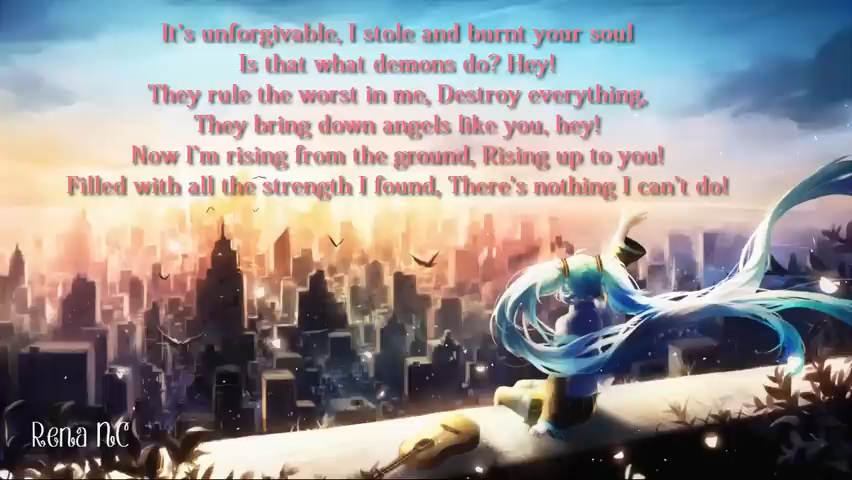 It's unforgivable, I stole and burnt your soul
Is that what demons do? Hey!
They rule the worst in me, Destroy everything,
They bring down angels like you, hey!
Now I'm rising from the ground, Rising up to you!
Filled with all the strength I found, There's nothing I can't do!
Rena NC